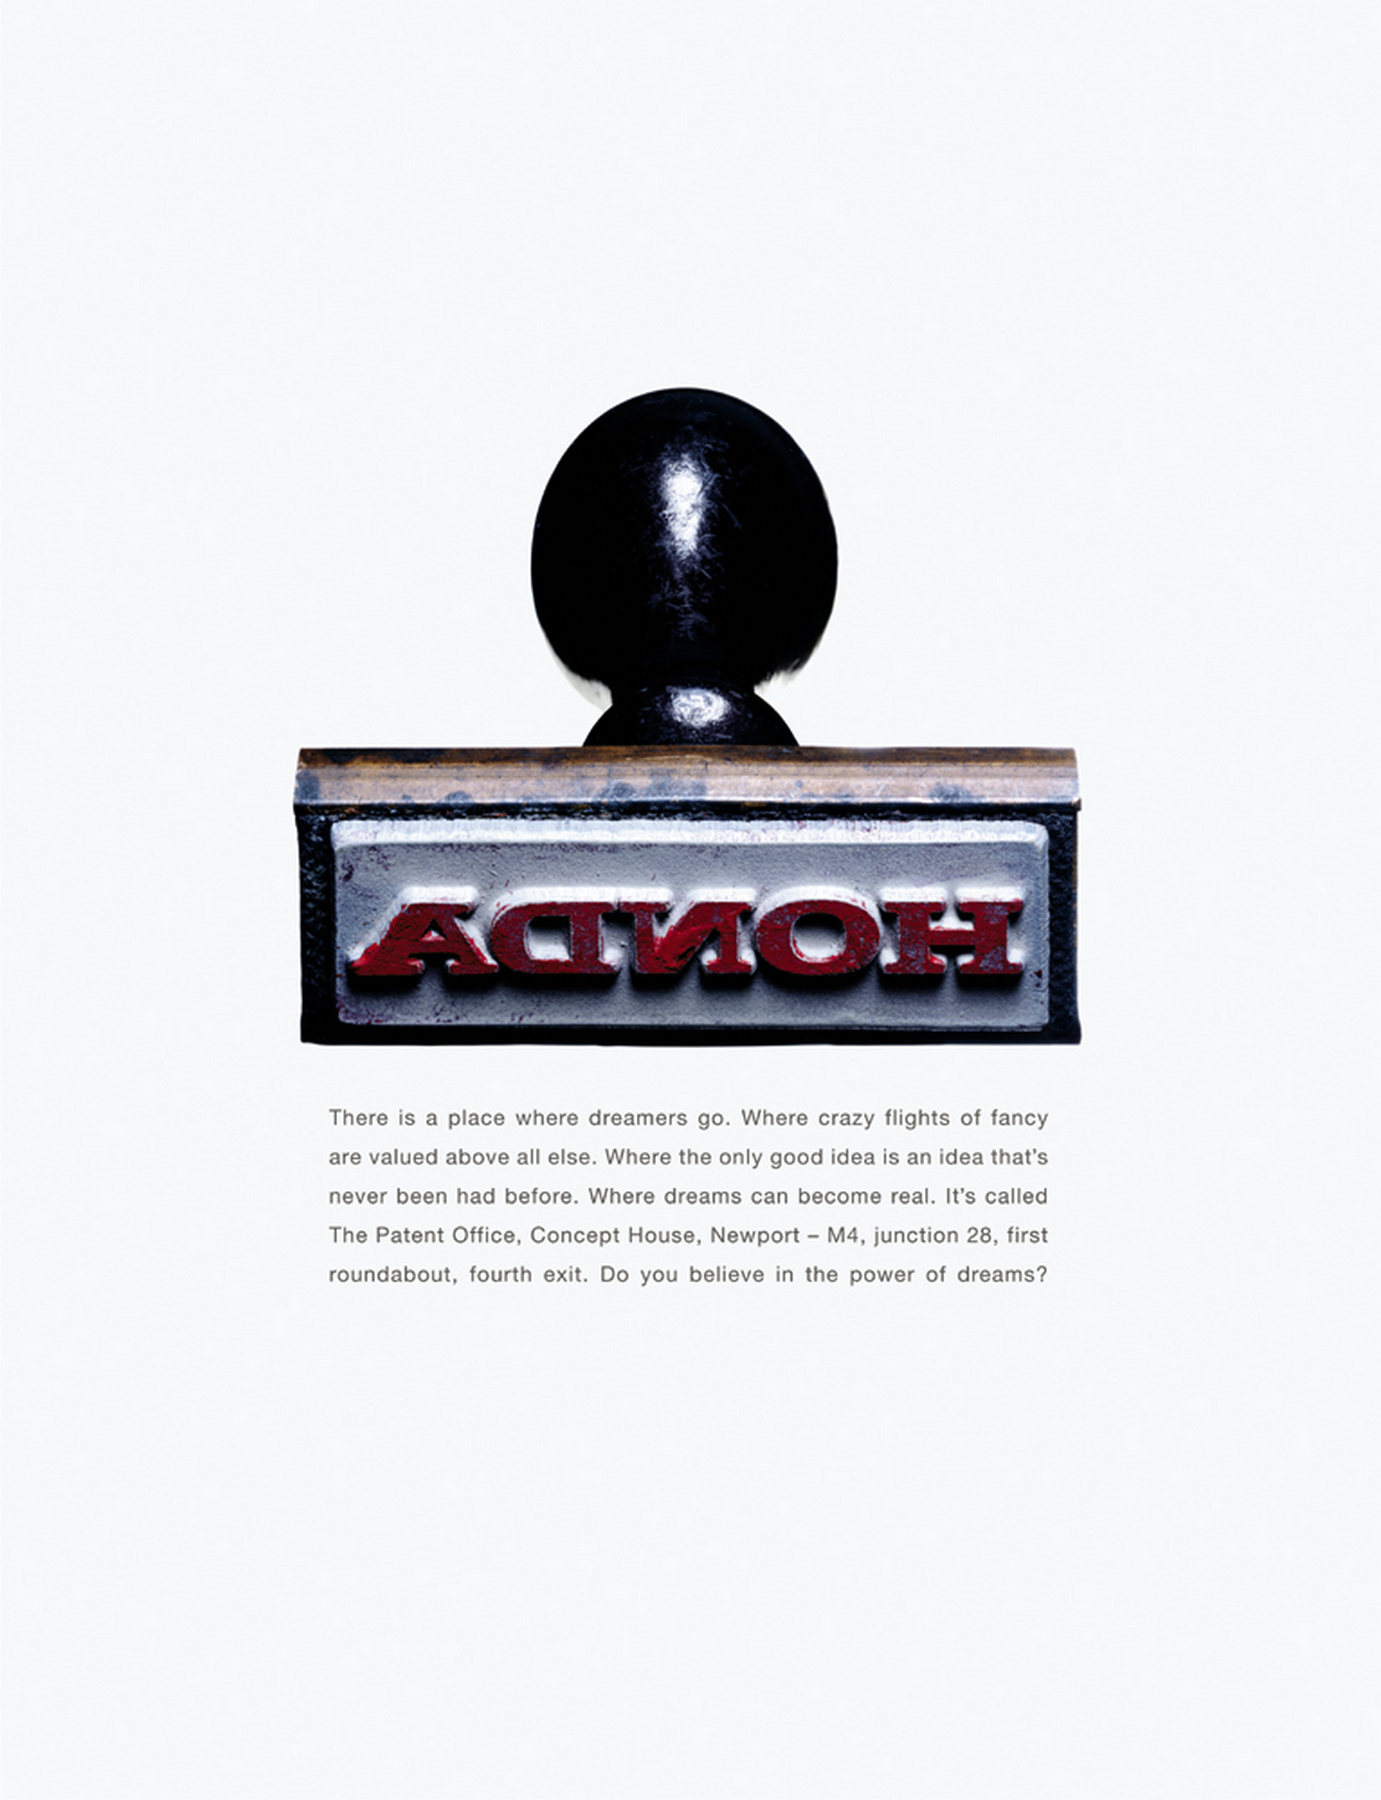 HONDA
There is a place where dreamers go. Where crazy flights of fancy
are valued above all else. Where the only good idea is an idea that's
never been had before. Where dreams can become real. It's called
The Patent Office, Concept House, Newport – M4, junction 28, first
roundabout, fourth exit. Do you believe in the power of dreams?